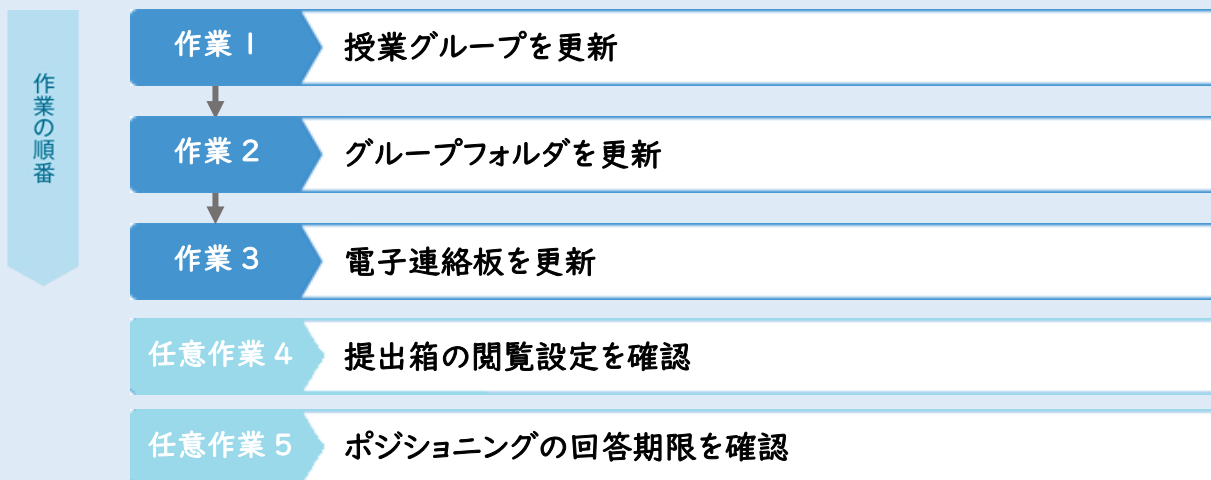 作業の順番
作業 1
授業グループを更新
作業 2
グループフォルダを更新
作業 3
電子連絡板を更新
任意作業 4
提出箱の閲覧設定を確認
任意作業 5
ポジショニングの回答期限を確認